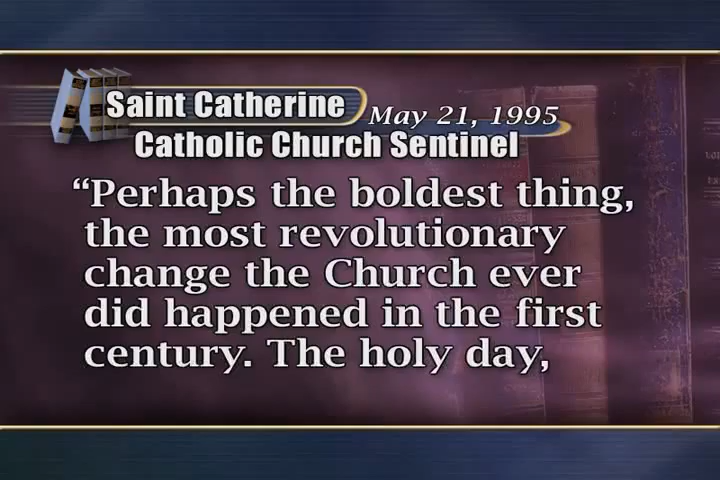 Saint Catherine May 21, 1995
Catholic Church Sentinel
“Perhaps the boldest thing,
the most revolutionary
change the Church ever
did happened in the first
century. The holy day,